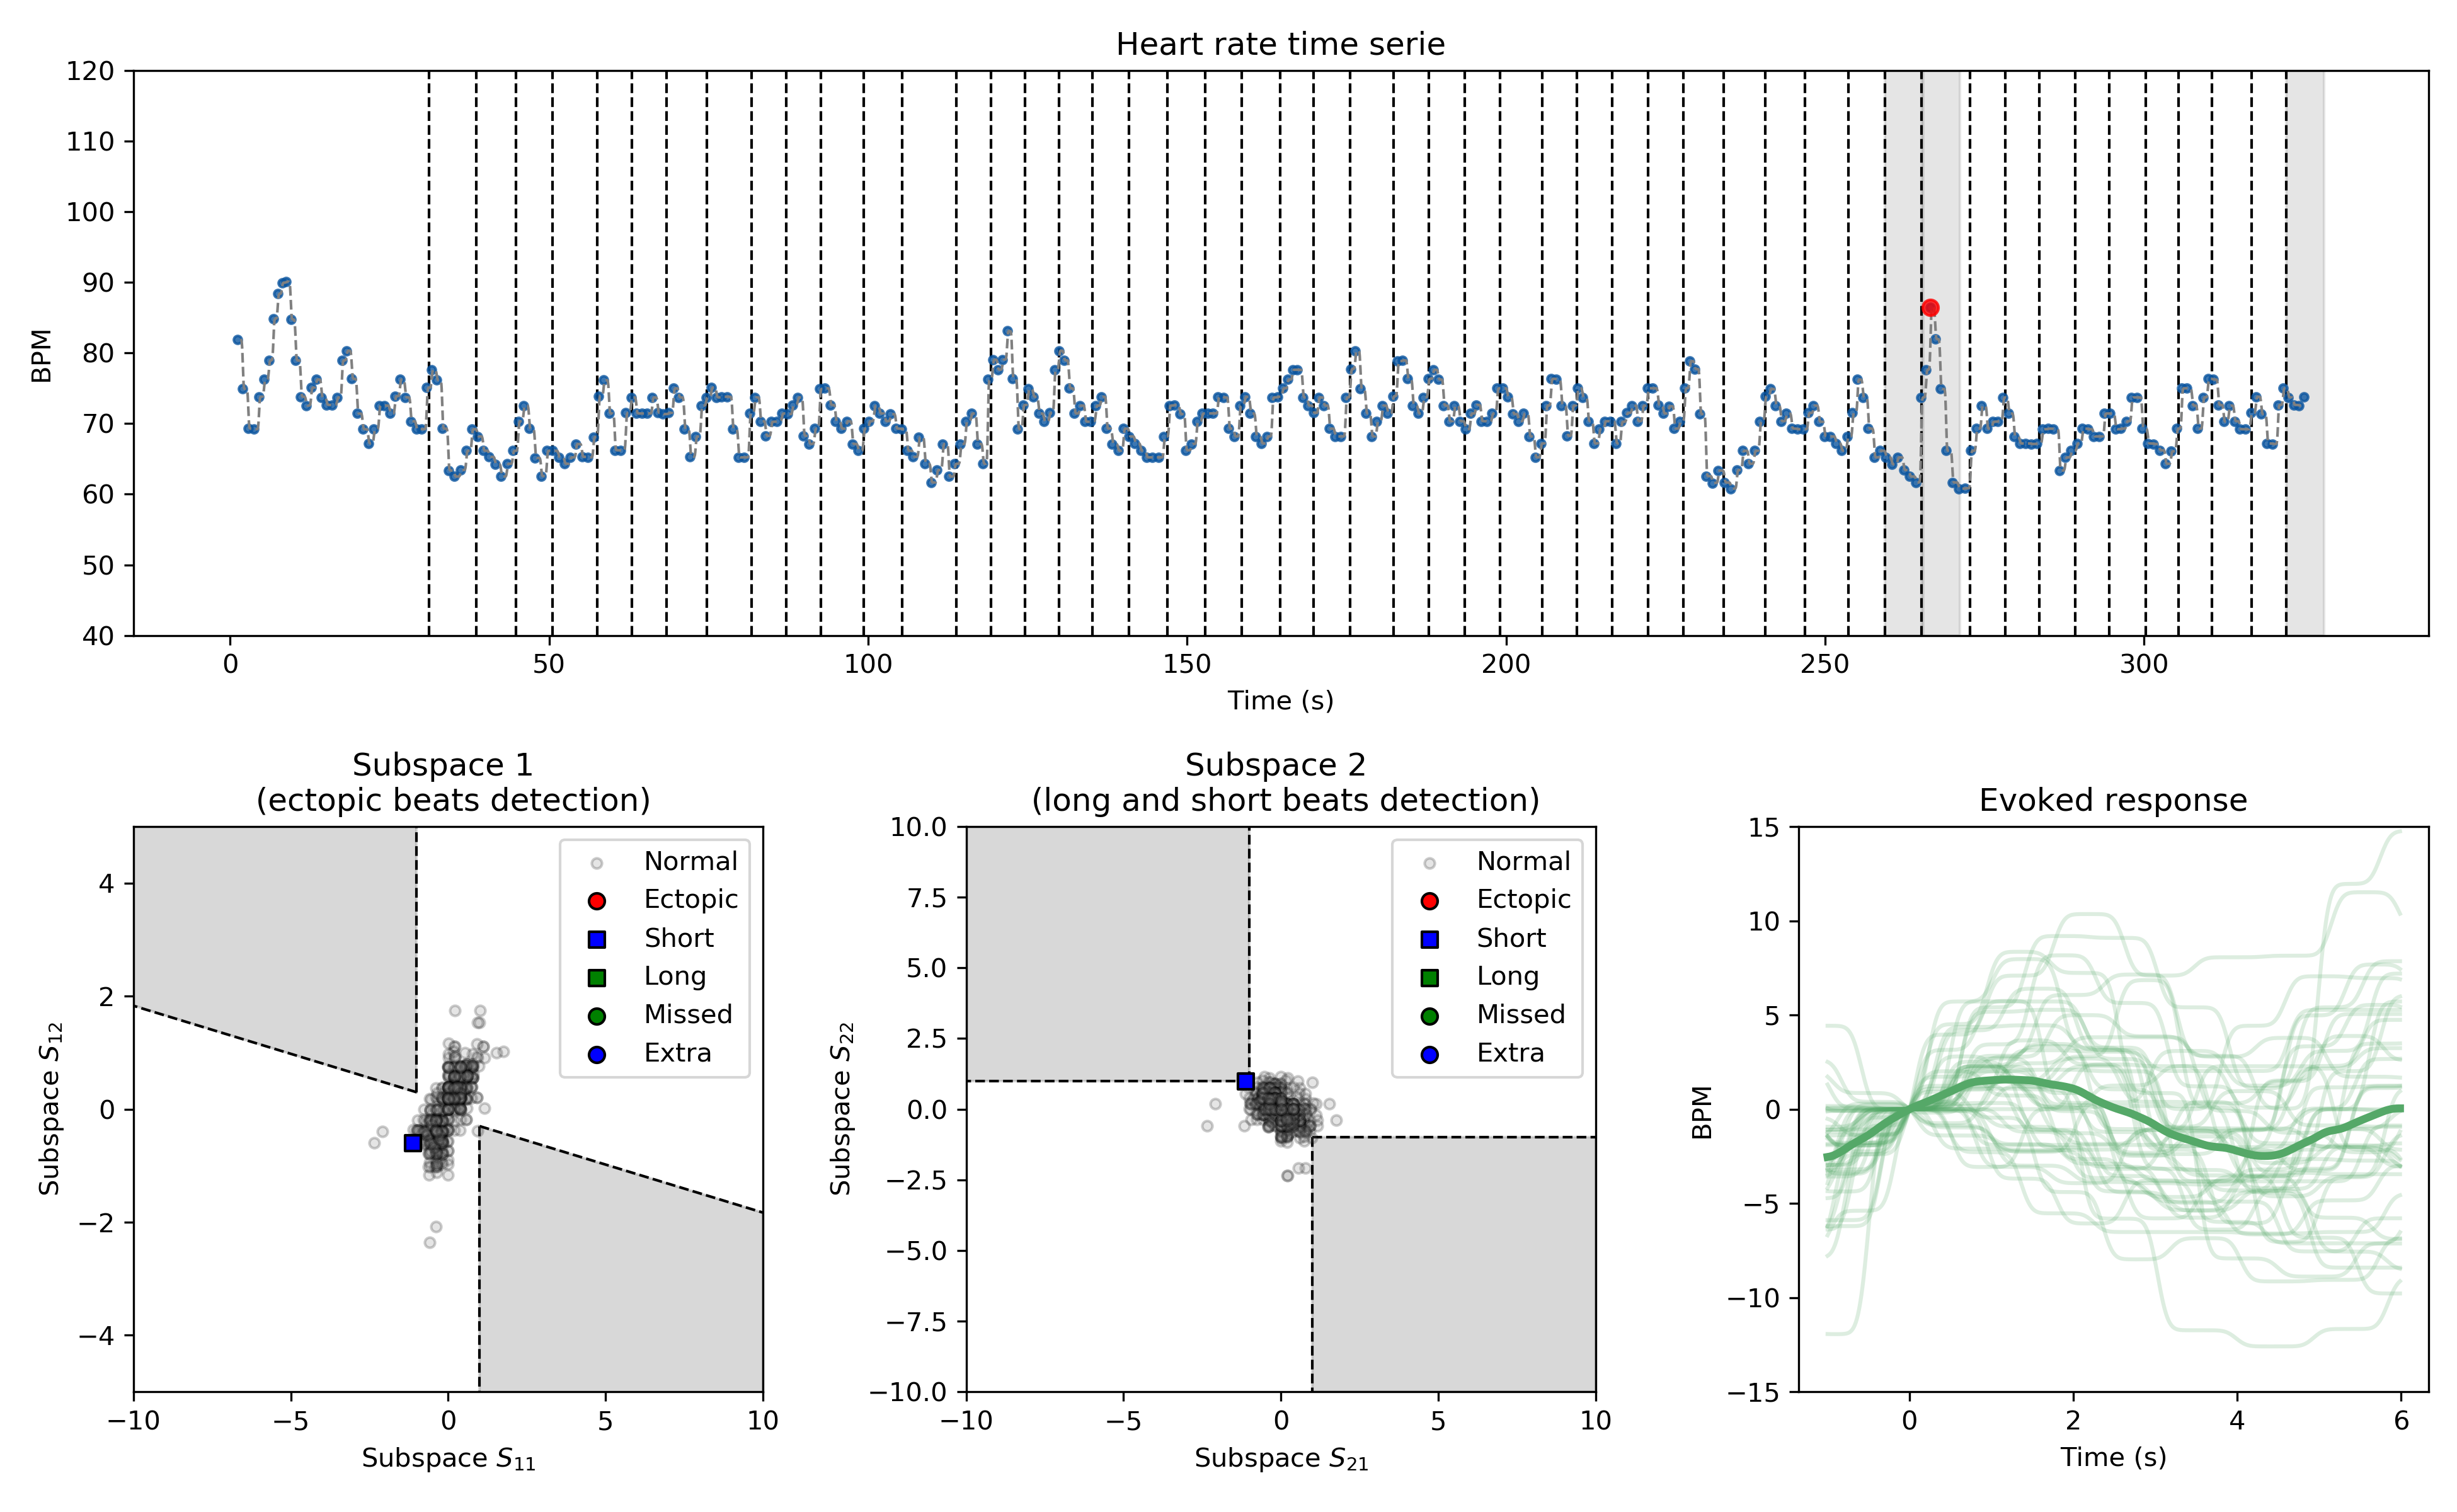 Heart rate time serie
120
110
100
90
80
70
60
50
40
BPM
0
50
100
150
200
250
300
Time (s)
Subspace 1
(ectopic beats detection)
4
2
0
−2
−4
Subspace S12
−10
−5
0
5
10
Subspace S11
Normal
Ectopic
Short
Long
Missed
Extra
Subspace 2
(long and short beats detection)
10.0
7.5
5.0
2.5
0.0
−2.5
−5.0
−7.5
−10.0
Subspace S22
−10
−5
0
5
10
Subspace S21
Normal
Ectopic
Short
Long
Missed
Extra
Evoked response
15
10
5
0
−5
−10
−15
BPM
0
2
4
6
Time (s)